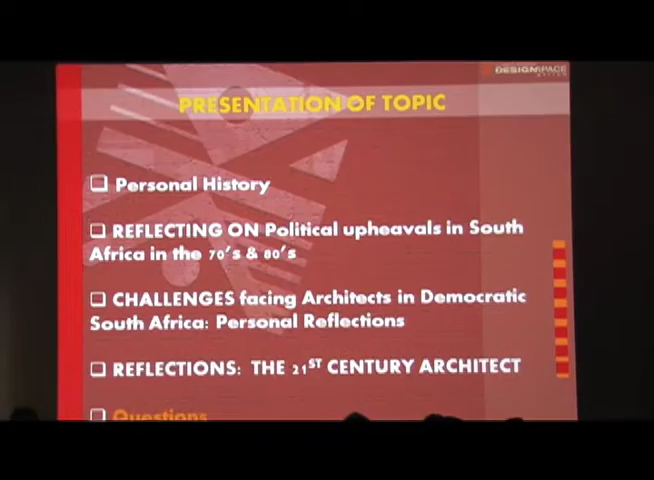 DESIGNSPACE
AFRICA
PRESENTATION OF TOPIC
❑ Personal History
❑ REFLECTING ON Political upheavals in South
Africa in the 70's & 80's
❑ CHALLENGES facing Architects in Democratic
South Africa: Personal Reflections
❑ REFLECTIONS: THE 21ST CENTURY ARCHITECT
❑ Questions